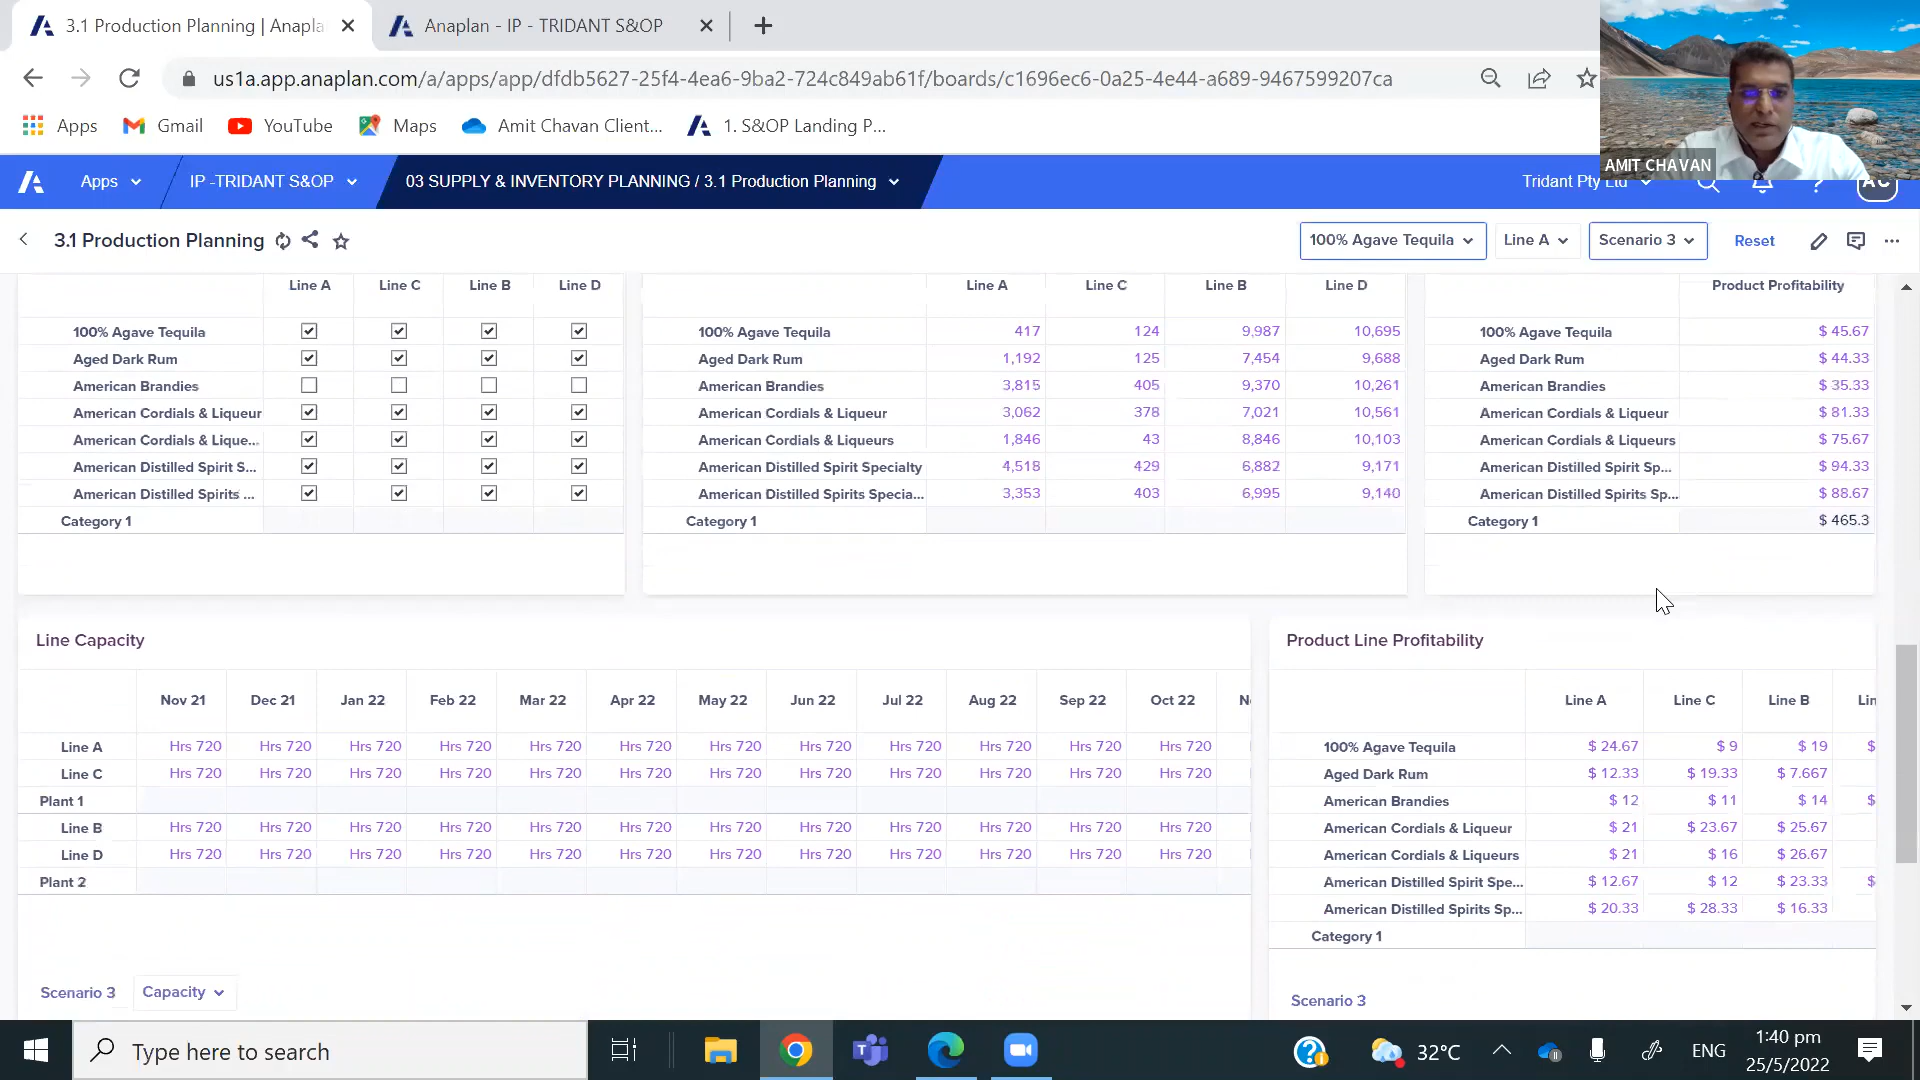 3.1 Production Planning | Anapla
Anaplan - IP - TRIDANT S&OP
us1a.app.anaplan.com/a/apps/app/dfdb5627-25f4-4ea6-9ba2-724c849ab61f/boards/c1696ec6-0a25-4e44-a689-9467599207ca
Apps Gmail YouTube Maps Amit Chavan Client... 1. S&OP Landing P...
AMIT CHAVAN
Apps IP -TRIDANT S&OP 03 SUPPLY & INVENTORY PLANNING / 3.1 Production Planning Tridant Pty Ltd ? AC
3.1 Production Planning 100% Agave Tequila Line A Scenario 3 Reset
Line A Line C Line B Line D
100% Agave Tequila
Aged Dark Rum
American Brandies
American Cordials & Liqueur
American Cordials & Lique...
American Distilled Spirit S...
American Distilled Spirits ...
Category 1
Line A Line C Line B Line D
100% Agave Tequila 417 124 9,987 10,695
Aged Dark Rum 1,192 125 7,454 9,688
American Brandies 3,815 405 9,370 10,261
American Cordials & Liqueur 3,062 378 7,021 10,561
American Cordials & Liqueurs 1,846 43 8,846 10,103
American Distilled Spirit Specialty 4,518 429 6,882 9,171
American Distilled Spirits Specia... 3,353 403 6,995 9,140
Category 1
Product Profitability
100% Agave Tequila $ 45.67
Aged Dark Rum $ 44.33
American Brandies $ 35.33
American Cordials & Liqueur $ 81.33
American Cordials & Liqueurs $ 75.67
American Distilled Spirit Sp... $ 94.33
American Distilled Spirits Sp... $ 88.67
Category 1 $ 465.3
Line Capacity
Nov 21 Dec 21 Jan 22 Feb 22 Mar 22 Apr 22 May 22 Jun 22 Jul 22 Aug 22 Sep 22 Oct 22 N
Line A Hrs 720 Hrs 720 Hrs 720 Hrs 720 Hrs 720 Hrs 720 Hrs 720 Hrs 720 Hrs 720 Hrs 720 Hrs 720 Hrs 720
Line C Hrs 720 Hrs 720 Hrs 720 Hrs 720 Hrs 720 Hrs 720 Hrs 720 Hrs 720 Hrs 720 Hrs 720 Hrs 720 Hrs 720
Plant 1
Line B Hrs 720 Hrs 720 Hrs 720 Hrs 720 Hrs 720 Hrs 720 Hrs 720 Hrs 720 Hrs 720 Hrs 720 Hrs 720 Hrs 720
Line D Hrs 720 Hrs 720 Hrs 720 Hrs 720 Hrs 720 Hrs 720 Hrs 720 Hrs 720 Hrs 720 Hrs 720 Hrs 720 Hrs 720
Plant 2
Scenario 3 Capacity
Product Line Profitability
Line A Line C Line B Lin
100% Agave Tequila $ 24.67 $ 9 $ 19 $
Aged Dark Rum $ 12.33 $ 19.33 $ 7.667
American Brandies $ 12 $ 11 $ 14 $
American Cordials & Liqueur $ 21 $ 23.67 $ 25.67
American Cordials & Liqueurs $ 21 $ 16 $ 26.67
American Distilled Spirit Spe... $ 12.67 $ 12 $ 23.33 $
American Distilled Spirits Sp... $ 20.33 $ 28.33 $ 16.33
Category 1
Scenario 3
Type here to search 32°C ENG 1:40 pm
25/5/2022